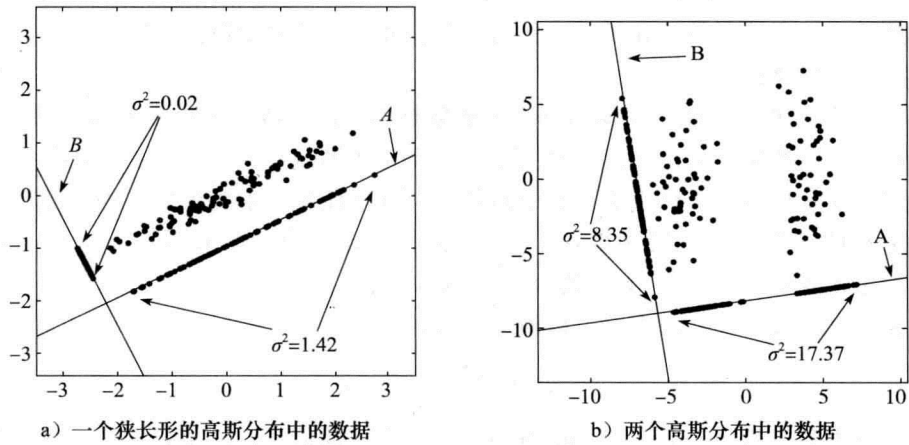 3
2
1
0
-1
-2
-3
-3 -2 -1 0 1 2 3
σ²=0.02
B
A
σ²=1.42
a）一个狭长形的高斯分布中的数据
10
5
0
-5
-10
-10 -5 0 5 10
B
A
σ²=8.35
σ²=17.37
b）两个高斯分布中的数据